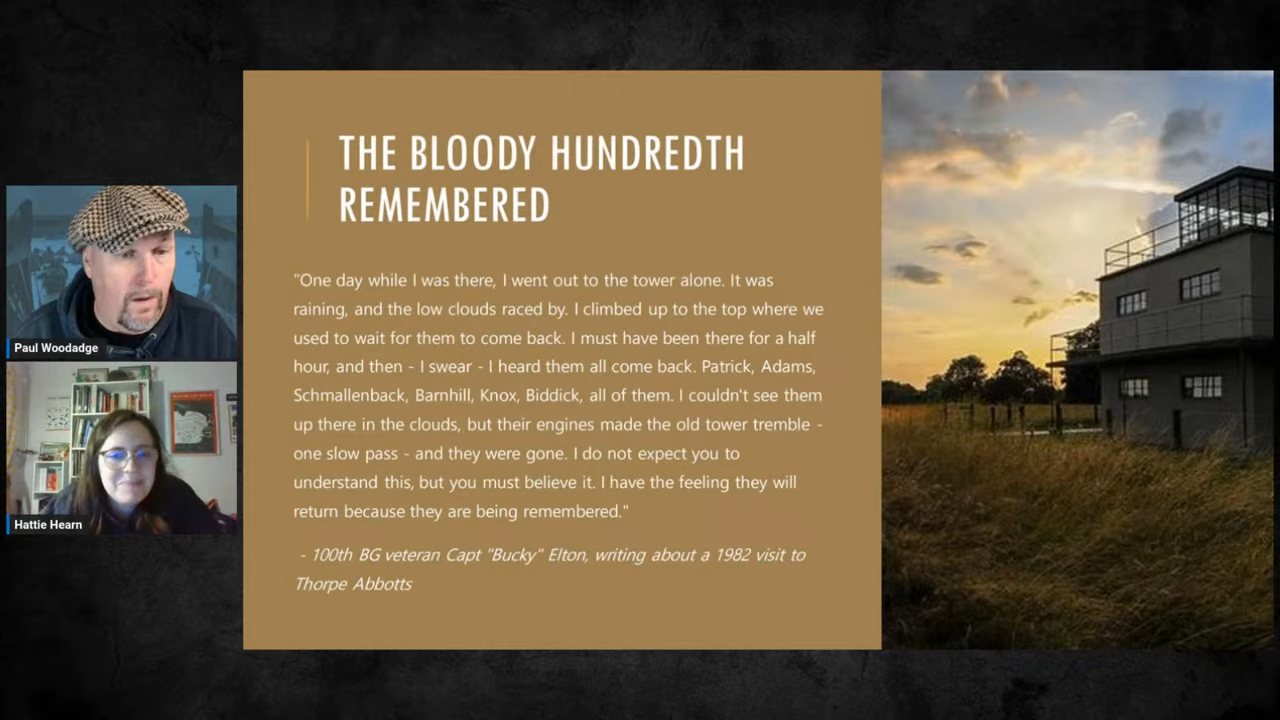 THE BLOODY HUNDREDTH
REMEMBERED
"One day while I was there, I went out to the tower alone. It was
raining, and the low clouds raced by. I climbed up to the top where we
used to wait for them to come back. I must have been there for a half
hour, and then - I swear - I heard them all come back. Patrick, Adams,
Schmallenback, Barnhill, Knox, Biddick, all of them. I couldn't see them
up there in the clouds, but their engines made the old tower tremble -
one slow pass - and they were gone. I do not expect you to
understand this, but you must believe it. I have the feeling they will
return because they are being remembered."
- 100th BG veteran Capt "Bucky" Elton, writing about a 1982 visit to
Thorpe Abbotts
Paul Woodadge
Hattie Hearn